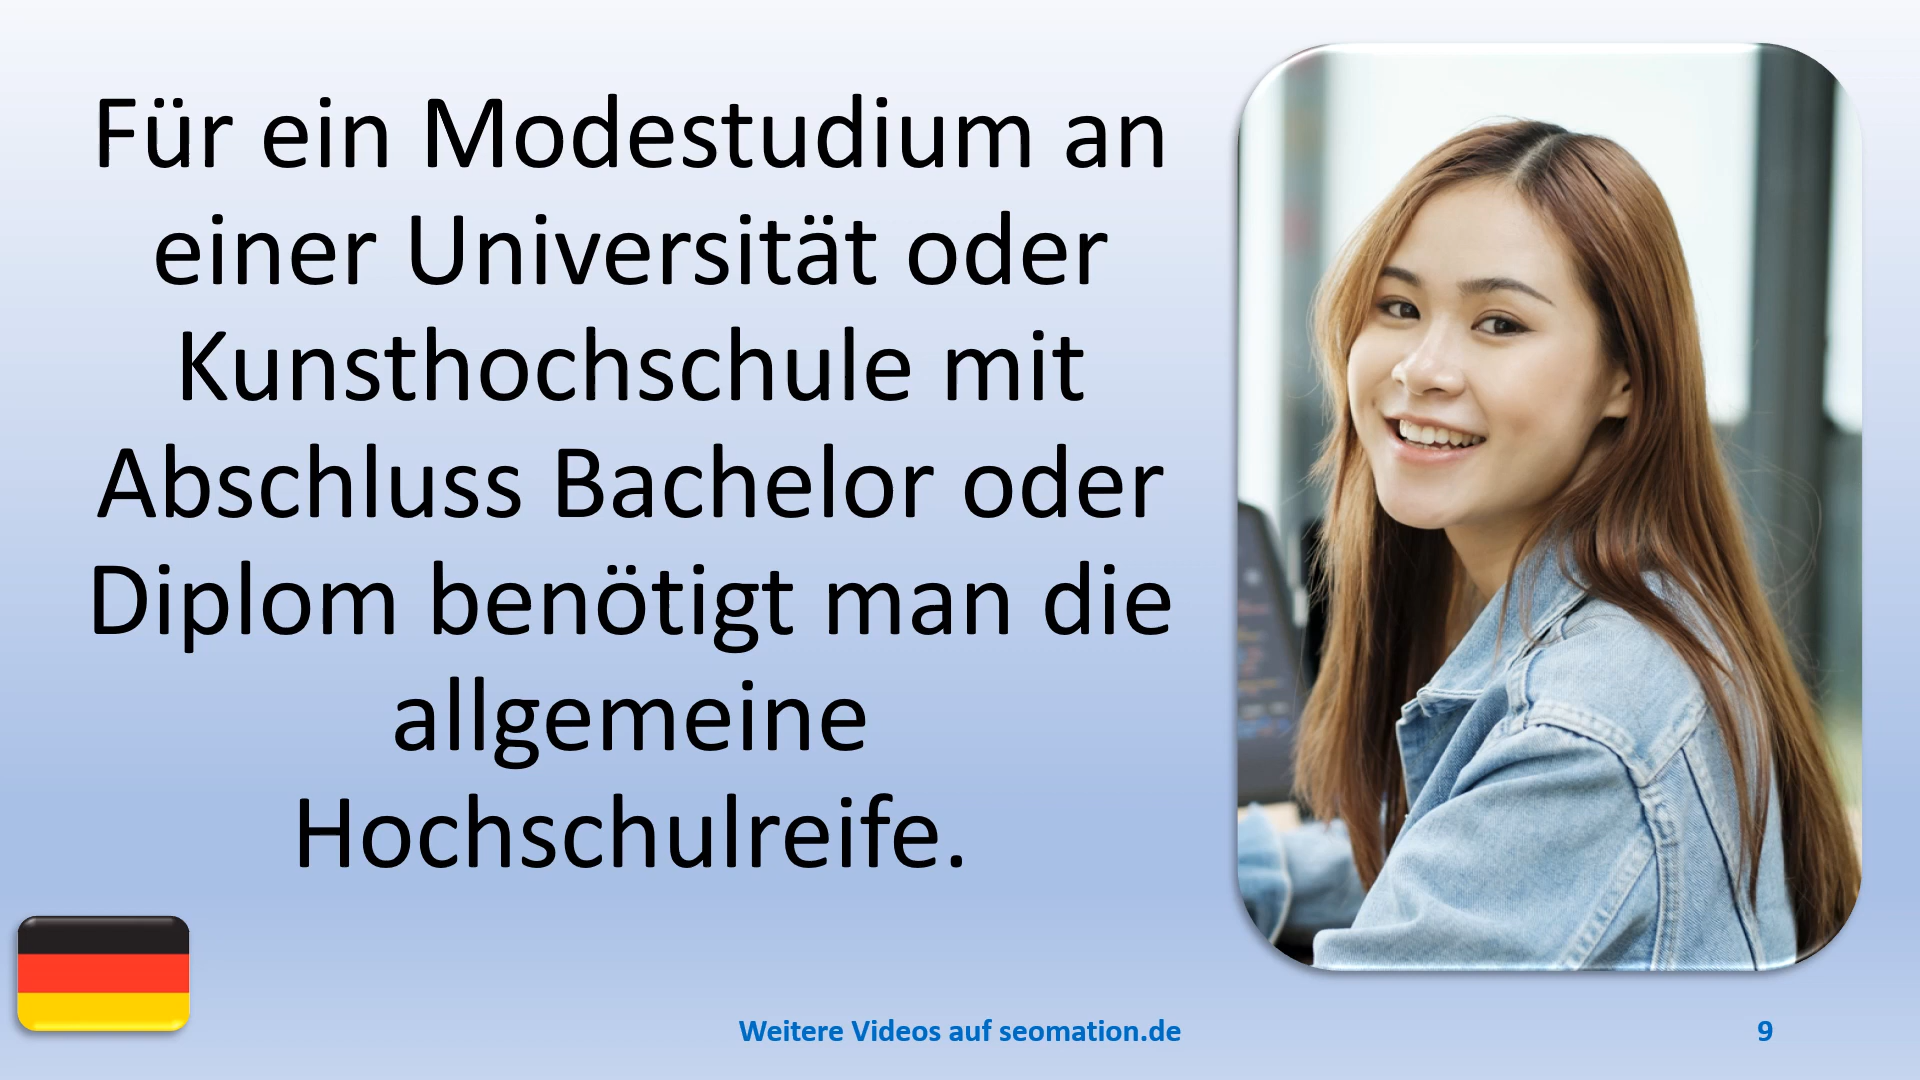 Für ein Modestudium an
einer Universität oder
Kunsthochschule mit
Abschluss Bachelor oder
Diplom benötigt man die
allgemeine
Hochschulreife.
Weitere Videos auf seomation.de
9